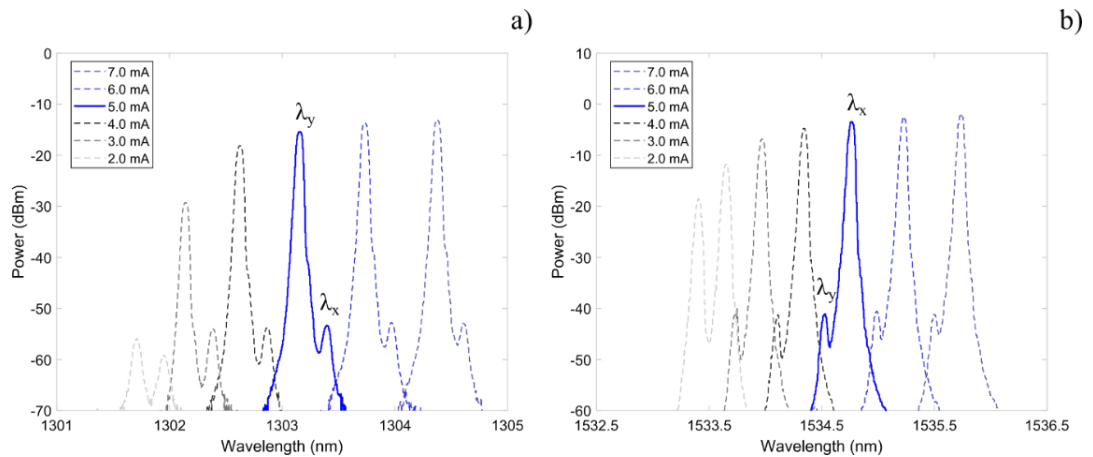 a)
0
-10
-20
-30
-40
-50
-60
-70
Power (dBm)
7.0 mA
6.0 mA
5.0 mA
4.0 mA
3.0 mA
2.0 mA
λy
λx
1301
1302
1303
1304
1305
Wavelength (nm)
b)
10
0
-10
-20
-30
-40
-50
-60
Power (dBm)
7.0 mA
6.0 mA
5.0 mA
4.0 mA
3.0 mA
2.0 mA
λx
λy
1532.5
1533.5
1534.5
1535.5
1536.5
Wavelength (nm)